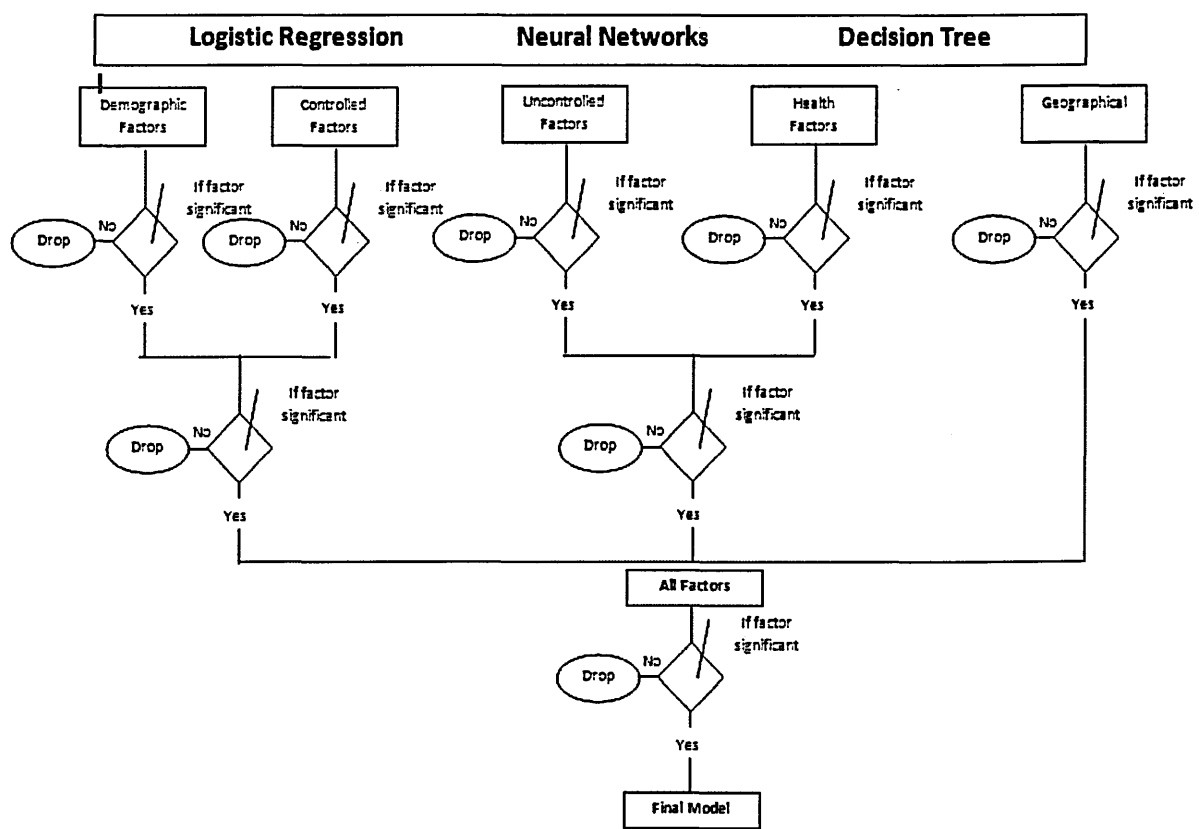 Logistic Regression Neural Networks Decision Tree
Demographic
Factors
Controlled
Factors
Uncontrolled
Factors
Health
Factors
Geographical
If factor
significant
If factor
significant
If factor
significant
If factor
significant
If factor
significant
Drop
No
Drop
No
Drop
No
Drop
No
Drop
No
Yes
Yes
Yes
Yes
Yes
If factor
significant
If factor
significant
Drop
No
Drop
No
Yes
Yes
All Factors
If factor
significant
Drop
No
Yes
Final Model